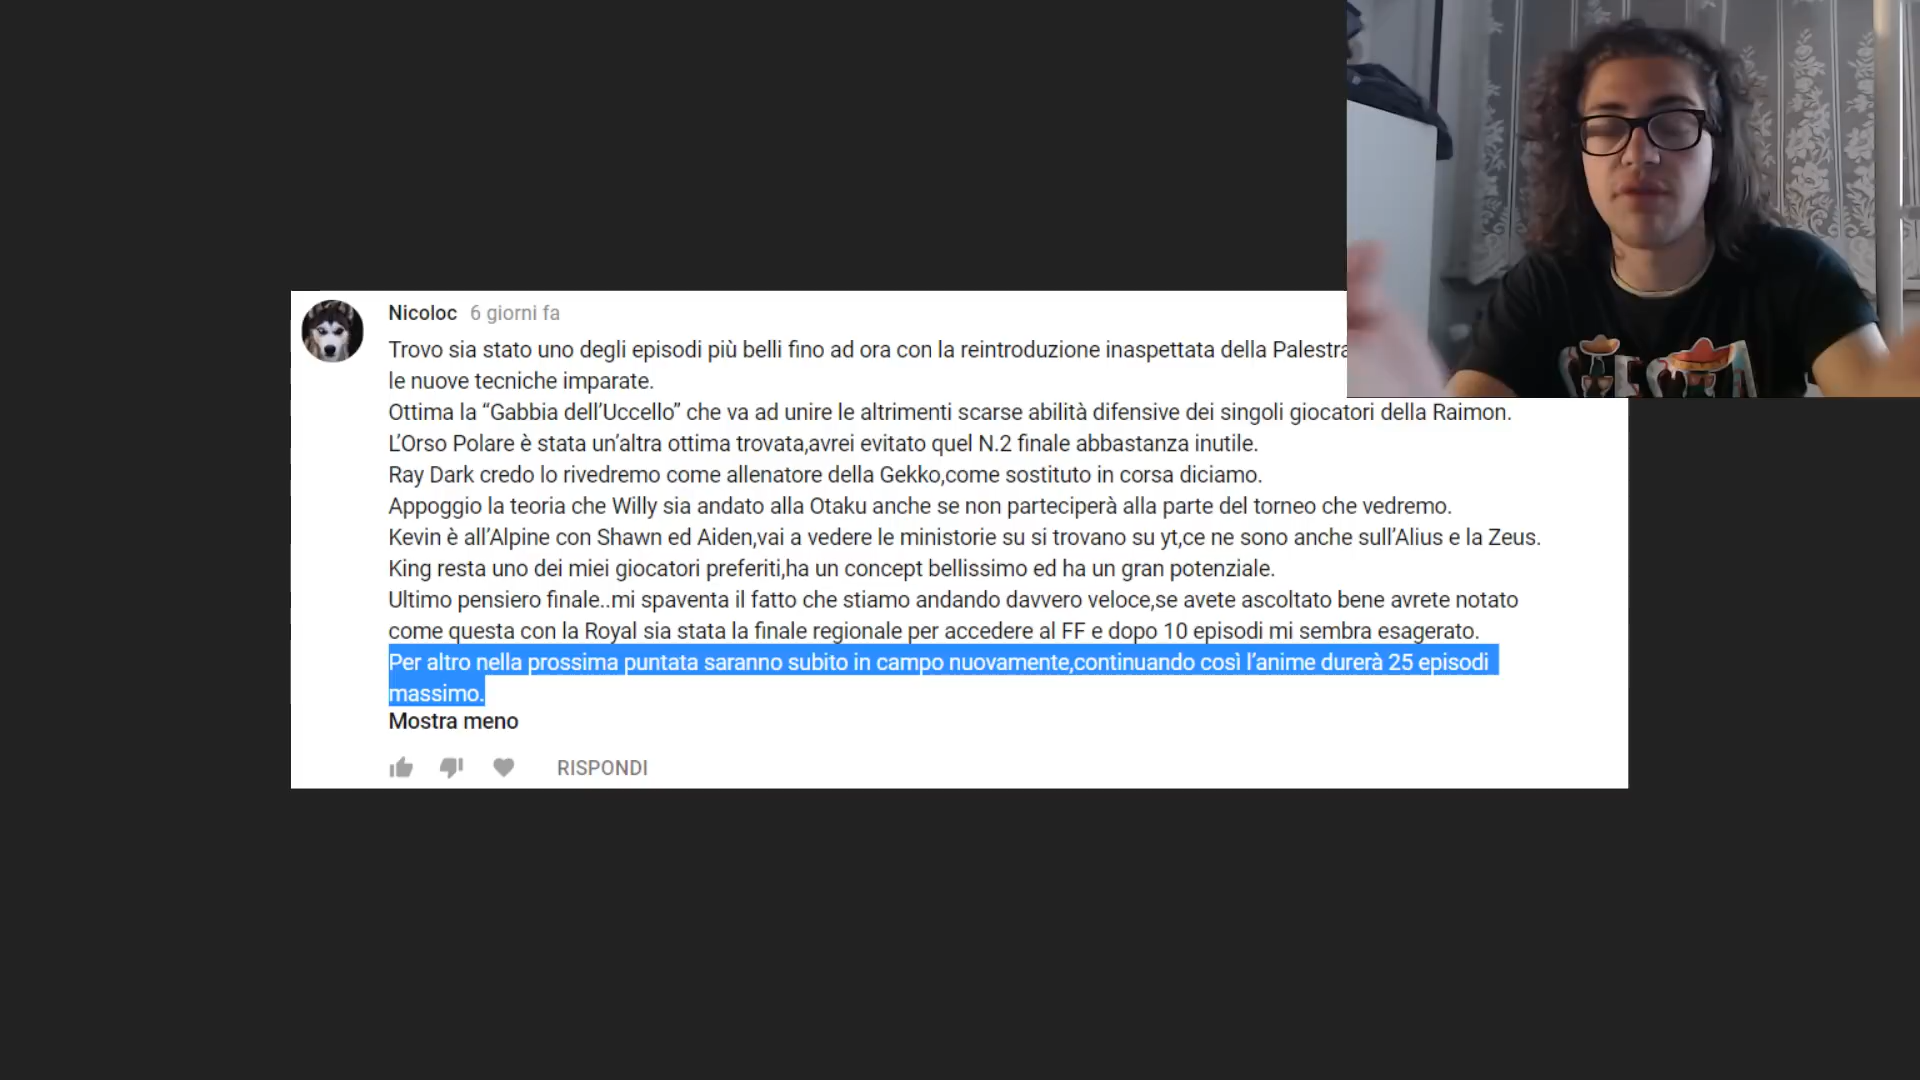 Nicoloc 6 giorni fa
Trovo sia stato uno degli episodi più belli fino ad ora con la reintroduzione inaspettata della Palestra
le nuove tecniche imparate.
Ottima la “Gabbia dell’Uccello” che va ad unire le altrimenti scarse abilità difensive dei singoli giocatori della Raimon.
L’Orso Polare è stata un’altra ottima trovata,avrei evitato quel N.2 finale abbastanza inutile.
Ray Dark credo lo rivedremo come allenatore della Gekko,come sostituto in corsa diciamo.
Appoggio la teoria che Willy sia andato alla Otaku anche se non parteciperà alla parte del torneo che vedremo.
Kevin è all’Alpine con Shawn ed Aiden,vai a vedere le ministorie su si trovano su yt,ce ne sono anche sull’Alius e la Zeus.
King resta uno dei miei giocatori preferiti,ha un concept bellissimo ed ha un gran potenziale.
Ultimo pensiero finale..mi spaventa il fatto che stiamo andando davvero veloce,se avete ascoltato bene avrete notato
come questa con la Royal sia stata la finale regionale per accedere al FF e dopo 10 episodi mi sembra esagerato.
Per altro nella prossima puntata saranno subito in campo nuovamente,continuando così l’anime durerà 25 episodi
massimo.
Mostra meno
RISPONDI